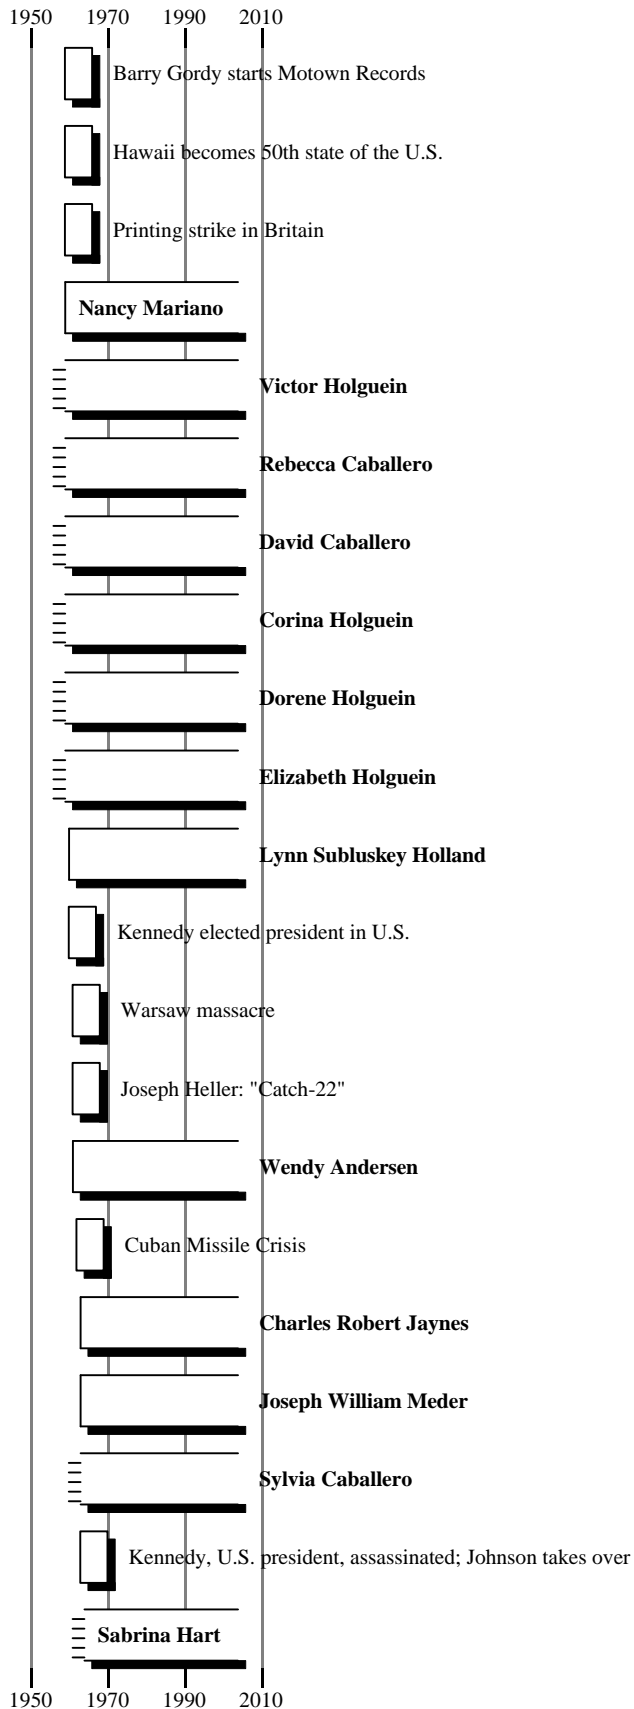 1950 1970 1990 2010
Barry Gordy starts Motown Records
Hawaii becomes 50th state of the U.S.
Printing strike in Britain
Nancy Mariano
Victor Holguein
Rebecca Caballero
David Caballero
Corina Holguein
Dorene Holguein
Elizabeth Holguein
Lynn Subluskey Holland
Kennedy elected president in U.S.
Warsaw massacre
Joseph Heller: "Catch-22"
Wendy Andersen
Cuban Missile Crisis
Charles Robert Jaynes
Joseph William Meder
Sylvia Caballero
Kennedy, U.S. president, assassinated; Johnson takes over
Sabrina Hart
1950 1970 1990 2010